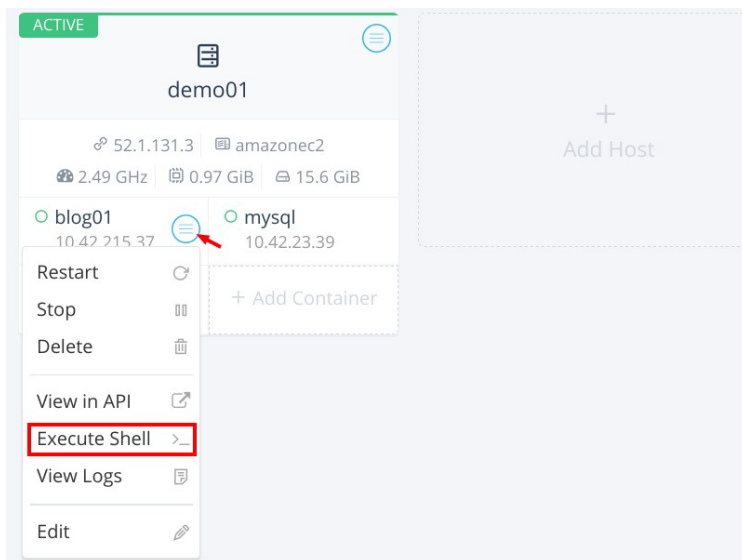 ACTIVE
demo01
52.1.131.3 amazonec2
2.49 GHz 0.97 GiB 15.6 GiB
blog01
10.42.215.37
mysql
10.42.23.39
+ Add Container
Restart
Stop
Delete
View in API
Execute Shell
View Logs
Edit
+
Add Host